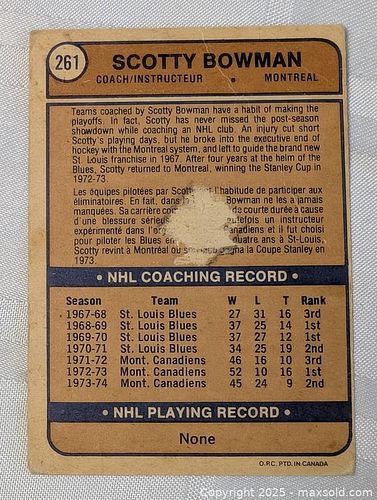 261
SCOTTY BOWMAN
COACH/INSTRUCTEUR • MONTREAL
Teams coached by Scotty Bowman have a habit of making the
playoffs. In fact, Scotty has never missed the post-season
showdown while coaching an NHL club. An injury cut short
Scotty's playing days, but he broke into the executive end of
hockey with the Montreal system, and left to guide the brand new
St. Louis franchise in 1967. After four years at the helm of the
Blues, Scotty returned to Montreal, winning the Stanley Cup in
1972-73.
Les équipes pilotées par l'habitude de participer aux
éliminatoires. En fait, Bowman ne les a jamais
manquées. Sa carrière de courte durée à cause
d'une blessure un instructeur
expérimenté dans et il fut choisi
pour piloter les Blues ans à St-Louis,
Scotty revint à Montréal la Coupe Stanley en
1973.
• NHL COACHING RECORD •
Season Team W L T Rank
1967-68 St. Louis Blues 27 31 16 3rd
1968-69 St. Louis Blues 37 25 14 1st
1969-70 St. Louis Blues 37 27 12 1st
1970-71 St. Louis Blues 34 25 19 2nd
1971-72 Mont. Canadiens 46 16 10 3rd
1972-73 Mont. Canadiens 52 10 16 1st
1973-74 Mont. Canadiens 45 24 9 2nd
• NHL PLAYING RECORD •
None
O.P.C. PTD. IN CANADA
Copyright 2025 - maxsold.com